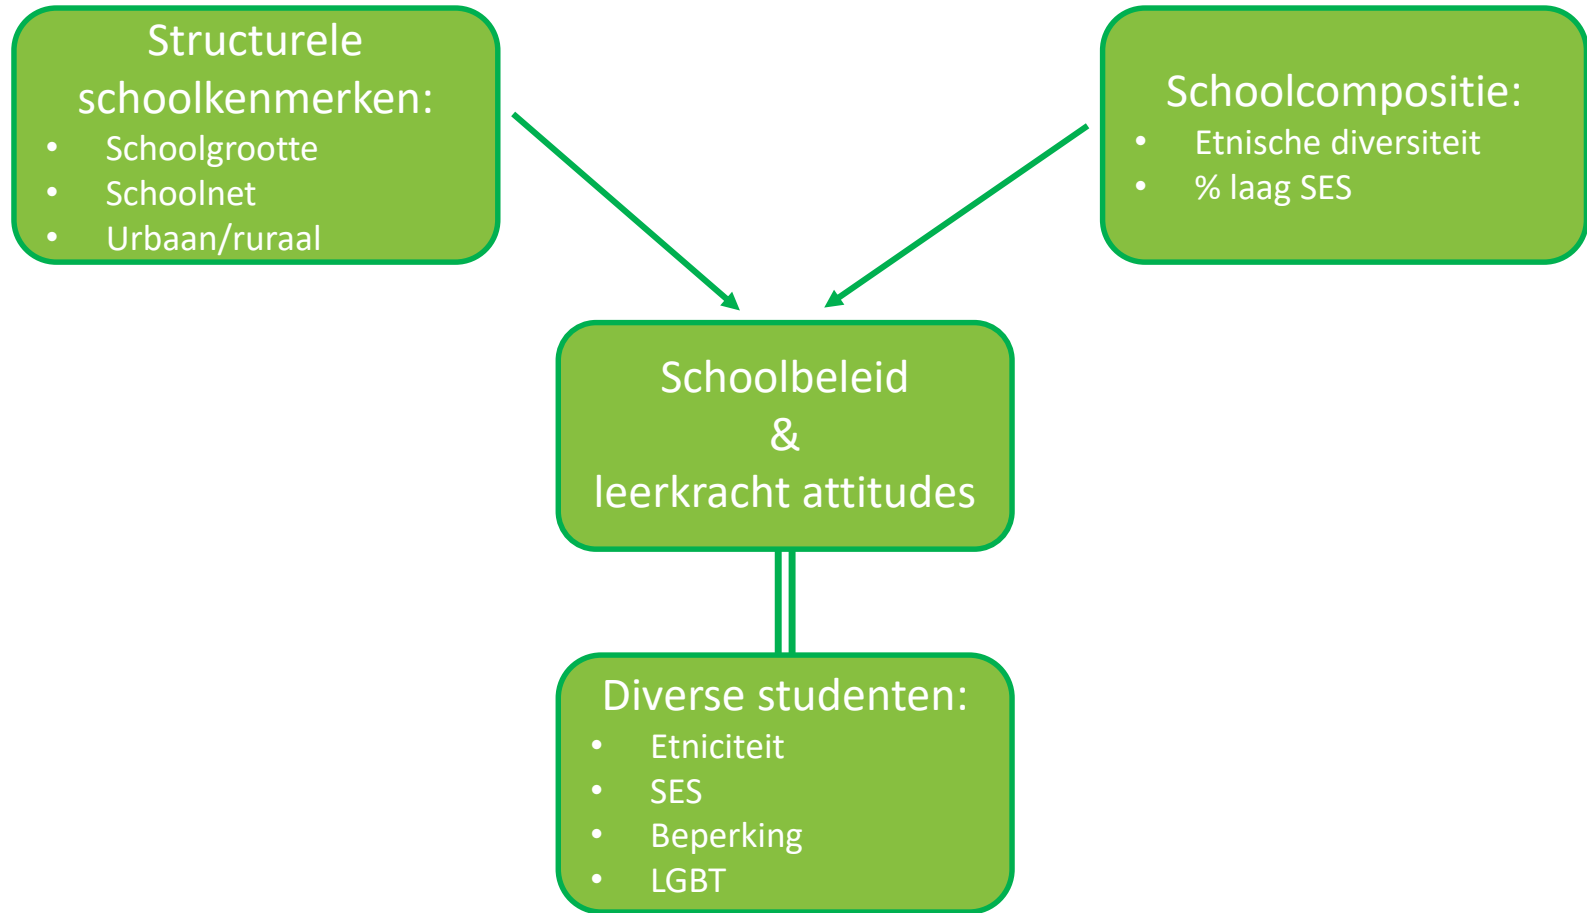 Structurele
schoolkenmerken:
• Schoolgrootte
• Schoolnet
• Urbaan/ruraal
Schoolcompositie:
• Etnische diversiteit
• % laag SES
Schoolbeleid
&
leerkracht attitudes
Diverse studenten:
• Etniciteit
• SES
• Beperking
• LGBT